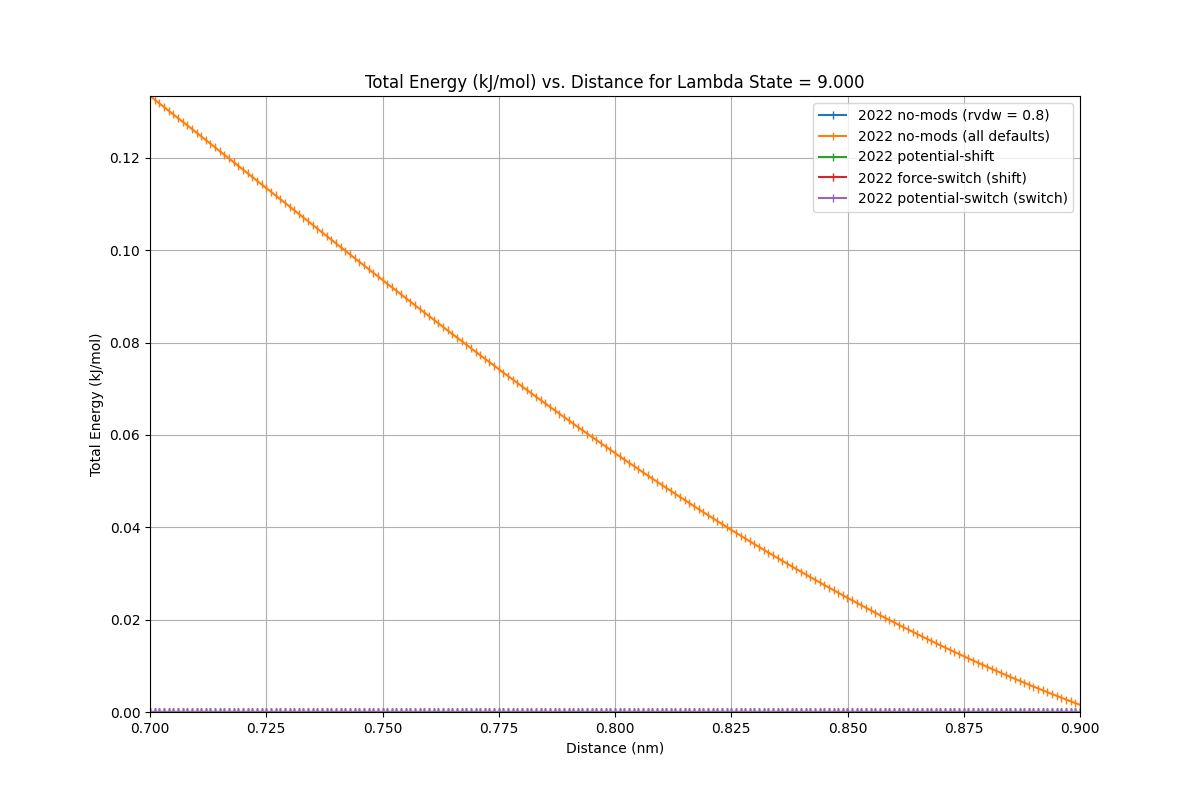 Total Energy (kJ/mol) vs. Distance for Lambda State = 9.000
2022 no-mods (rvdw = 0.8)
2022 no-mods (all defaults)
2022 potential-shift
2022 force-switch (shift)
2022 potential-switch (switch)
Total Energy (kJ/mol)
0.12
0.10
0.08
0.06
0.04
0.02
0.00
0.700 0.725 0.750 0.775 0.800 0.825 0.850 0.875 0.900
Distance (nm)